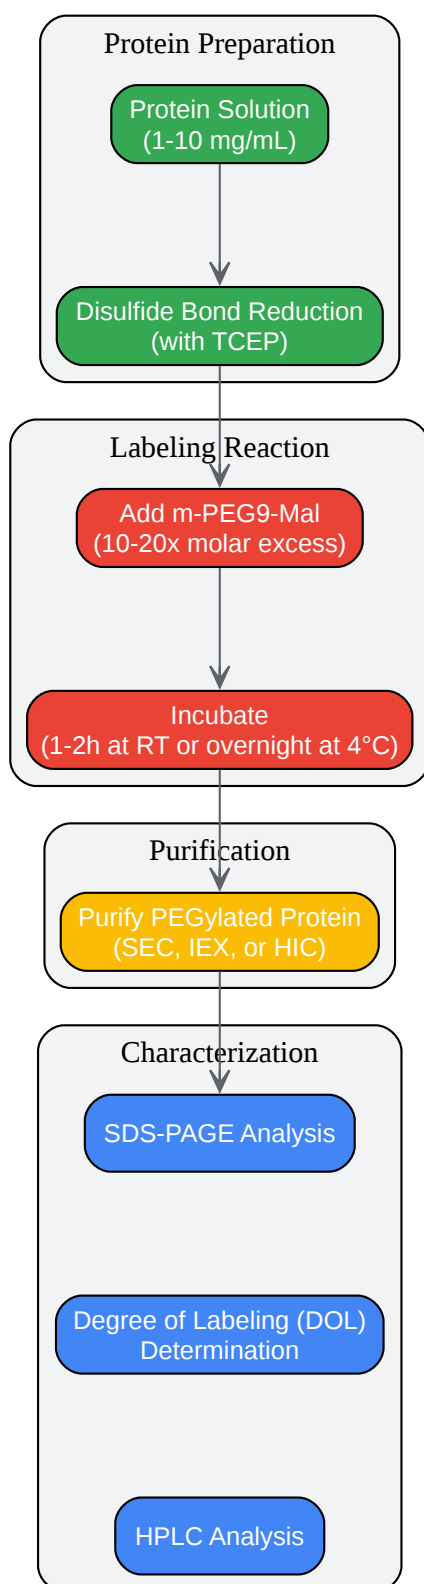 Protein Preparation
Protein Solution
(1-10 mg/mL)
Disulfide Bond Reduction
(with TCEP)
Labeling Reaction
Add m-PEG9-Mal
(10-20x molar excess)
Incubate
(1-2h at RT or overnight at 4°C)
Purification
Purify PEGylated Protein
(SEC, IEX, or HIC)
Characterization
SDS-PAGE Analysis
Degree of Labeling (DOL)
Determination
HPLC Analysis